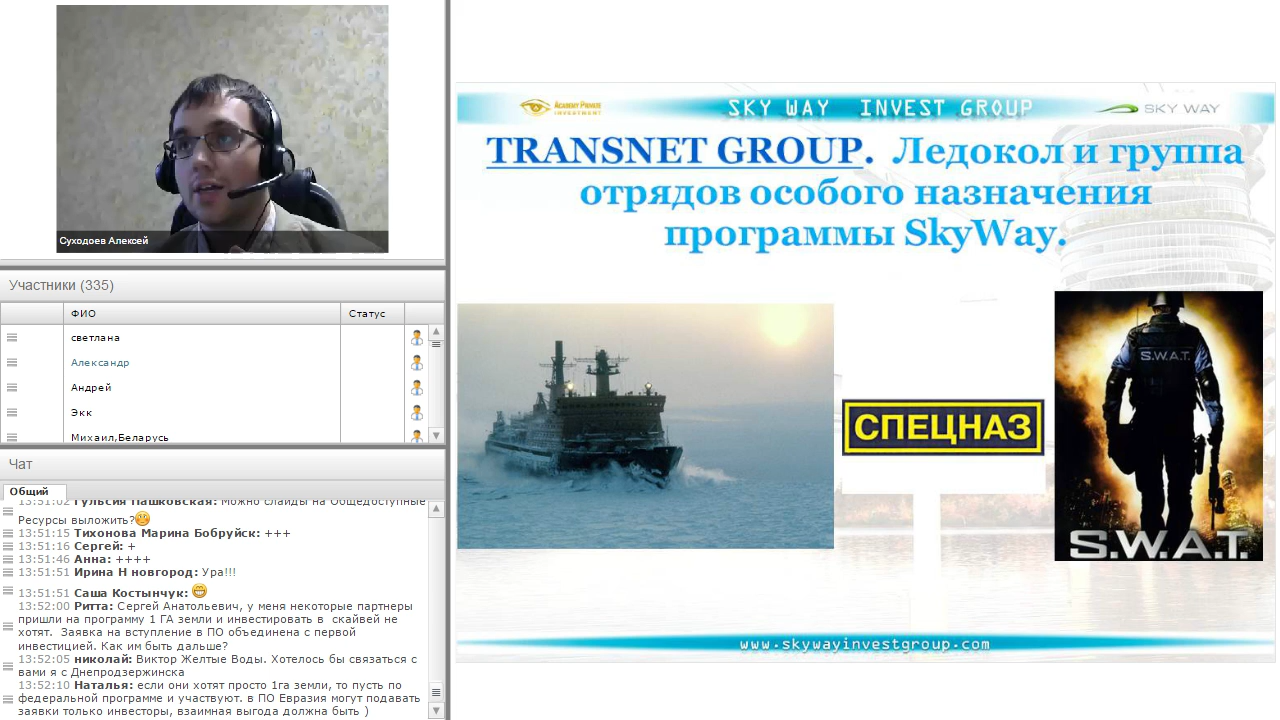 Суходоев Алексей
Участники (335)
ФИО
Статус
светлана
Александр
Андрей
Экк
Михаил,Беларусь
Чат
Общий
13:51:02 Гульсия Пашковская: Можно слайды на Общедоступные
Ресурсы выложить?
13:51:15 Тихонова Марина Бобруйск: +++
13:51:16 Сергей: +
13:51:46 Анна: ++++
13:51:51 Ирина Н новгород: Ура!!!
13:51:51 Саша Костынчук:
13:52:00 Ритта: Сергей Анатольевич, у меня некоторые партнеры
пришли на программу 1 ГА земли и инвестировать в скайвей не
хотят. Заявка на вступление в ПО объединена с первой
инвестицией. Как им быть дальше?
13:52:05 николай: Виктор Желтые Воды. Хотелось бы связаться с
вами я с Днепродзержинска
13:52:10 Наталья: если они хотят просто 1га земли, то пусть по
федеральной программе и участвуют. в ПО Евразия могут подавать
заявки только инвесторы, взаимная выгода должна быть )
ACADEMY PRIVATE
INVESTMENT
SKY WAY INVEST GROUP
SKY WAY
TRANSNET GROUP. Ледокол и группа
отрядов особого назначения
программы SkyWay.
СПЕЦНАЗ
S.W.A.T.
S.W.A.T.
www.skywayinvestgroup.com